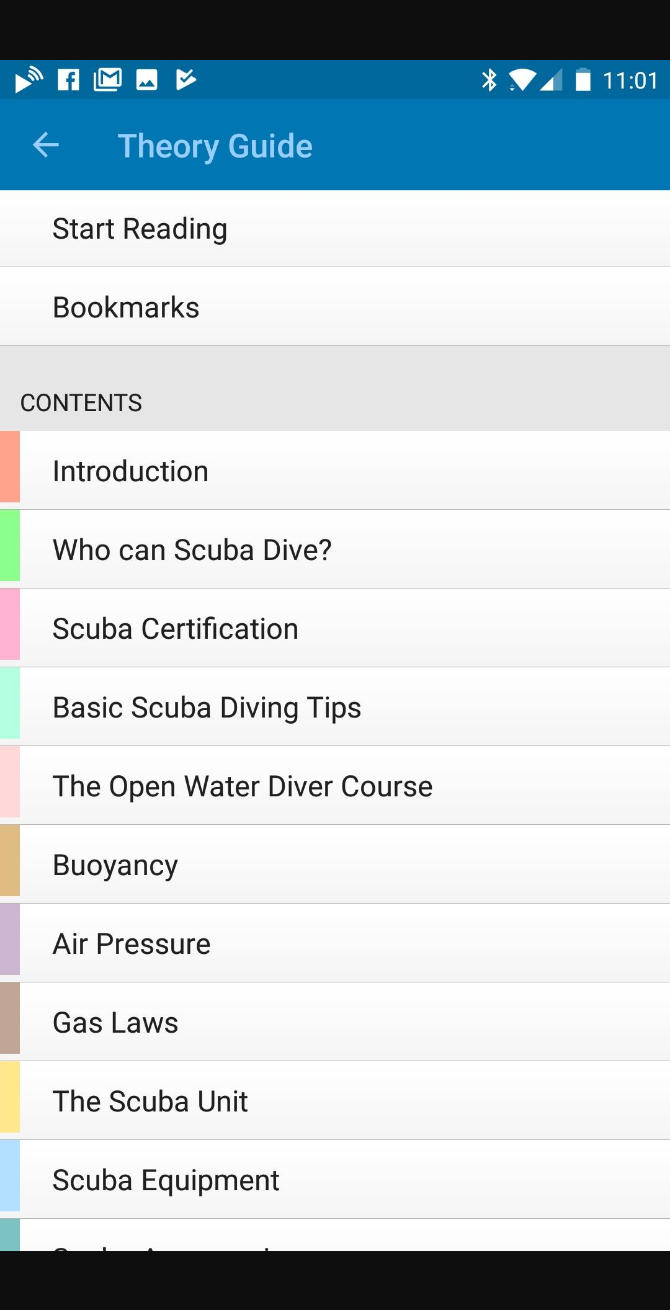 11:01
Theory Guide
Start Reading
Bookmarks
CONTENTS
Introduction
Who can Scuba Dive?
Scuba Certification
Basic Scuba Diving Tips
The Open Water Diver Course
Buoyancy
Air Pressure
Gas Laws
The Scuba Unit
Scuba Equipment